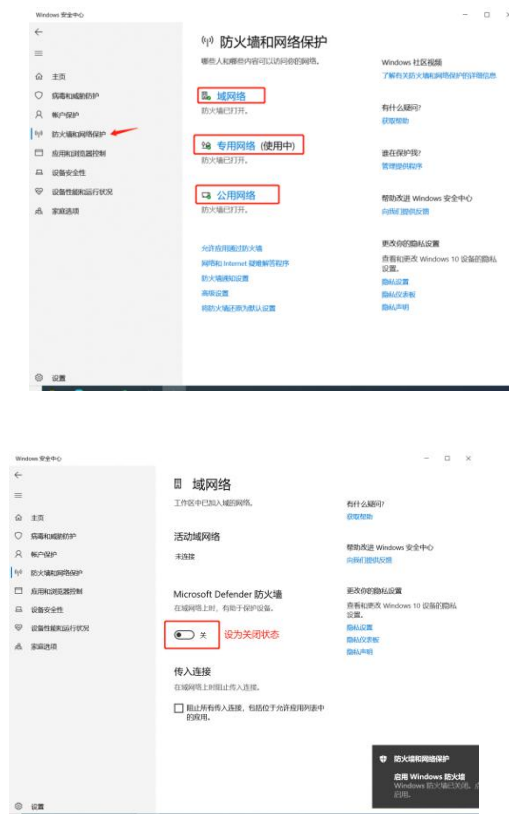 Windows 安全中心
防火墙和网络保护
哪些人和哪些内容可以访问你的网络。
主页
病毒和威胁防护
帐户保护
防火墙和网络保护
应用和浏览器控制
设备安全性
设备性能和运行状况
家庭选项
设置
域网络
防火墙已打开。
专用网络 (使用中)
防火墙已打开。
公用网络
防火墙已打开。
允许应用通过防火墙
网络和 Internet 疑难解答程序
防火墙通知设置
高级设置
将防火墙还原为默认设置
Windows 社区视频
了解有关防火墙和网络保护的详细信息
有什么疑问?
获取帮助
谁在保护我?
管理提供程序
帮助改进 Windows 安全中心
向我们提供反馈
更改你的隐私设置
查看和更改 Windows 10 设备的隐私
设置。
隐私设置
隐私仪表板
隐私声明
Windows 安全中心
主页
病毒和威胁防护
帐户保护
防火墙和网络保护
应用和浏览器控制
设备安全性
设备性能和运行状况
家庭选项
设置
域网络
工作区中已加入域的网络。
活动域网络
未连接
Microsoft Defender 防火墙
在域网络上时，有助于保护设备。
关
设为关闭状态
传入连接
在域网络上时阻止传入连接。
阻止所有传入连接，包括位于允许应用列表中
的应用。
有什么疑问?
获取帮助
帮助改进 Windows 安全中心
向我们提供反馈
更改你的隐私设置
查看和更改 Windows 10 设备的隐私
设置。
隐私设置
隐私仪表板
隐私声明
防火墙和网络保护
启用 Windows 防火墙
Windows 防火墙已关闭。点
启用。